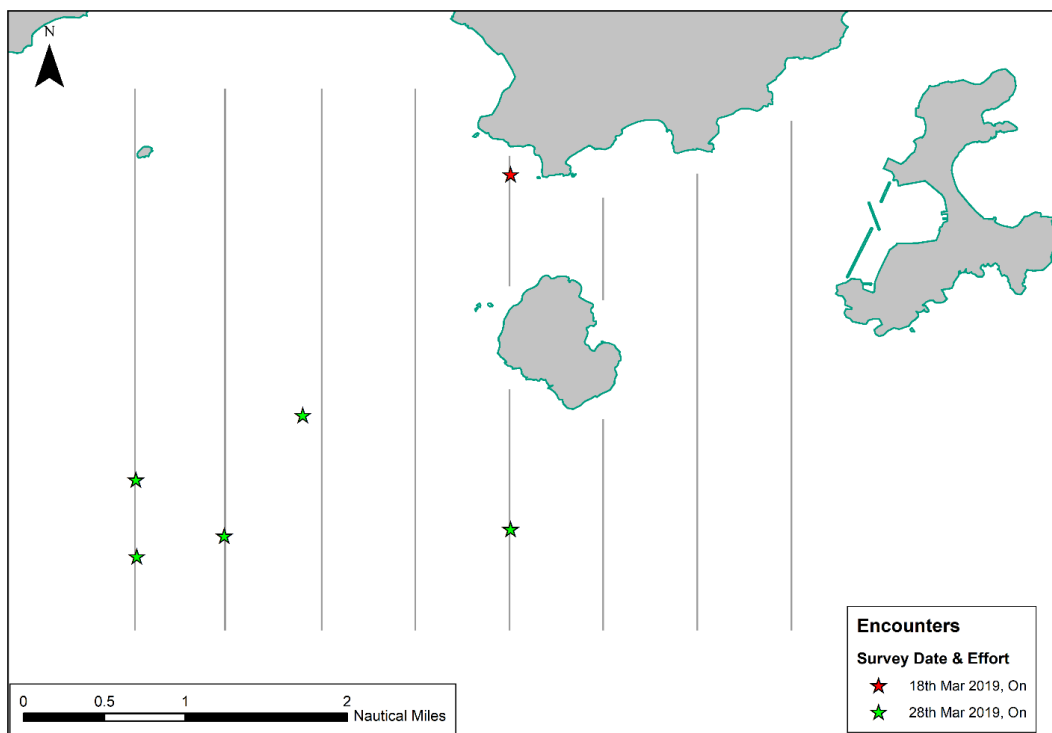 N
Encounters
Survey Date & Effort
18th Mar 2019, On
28th Mar 2019, On
0 0.5 1 2
Nautical Miles